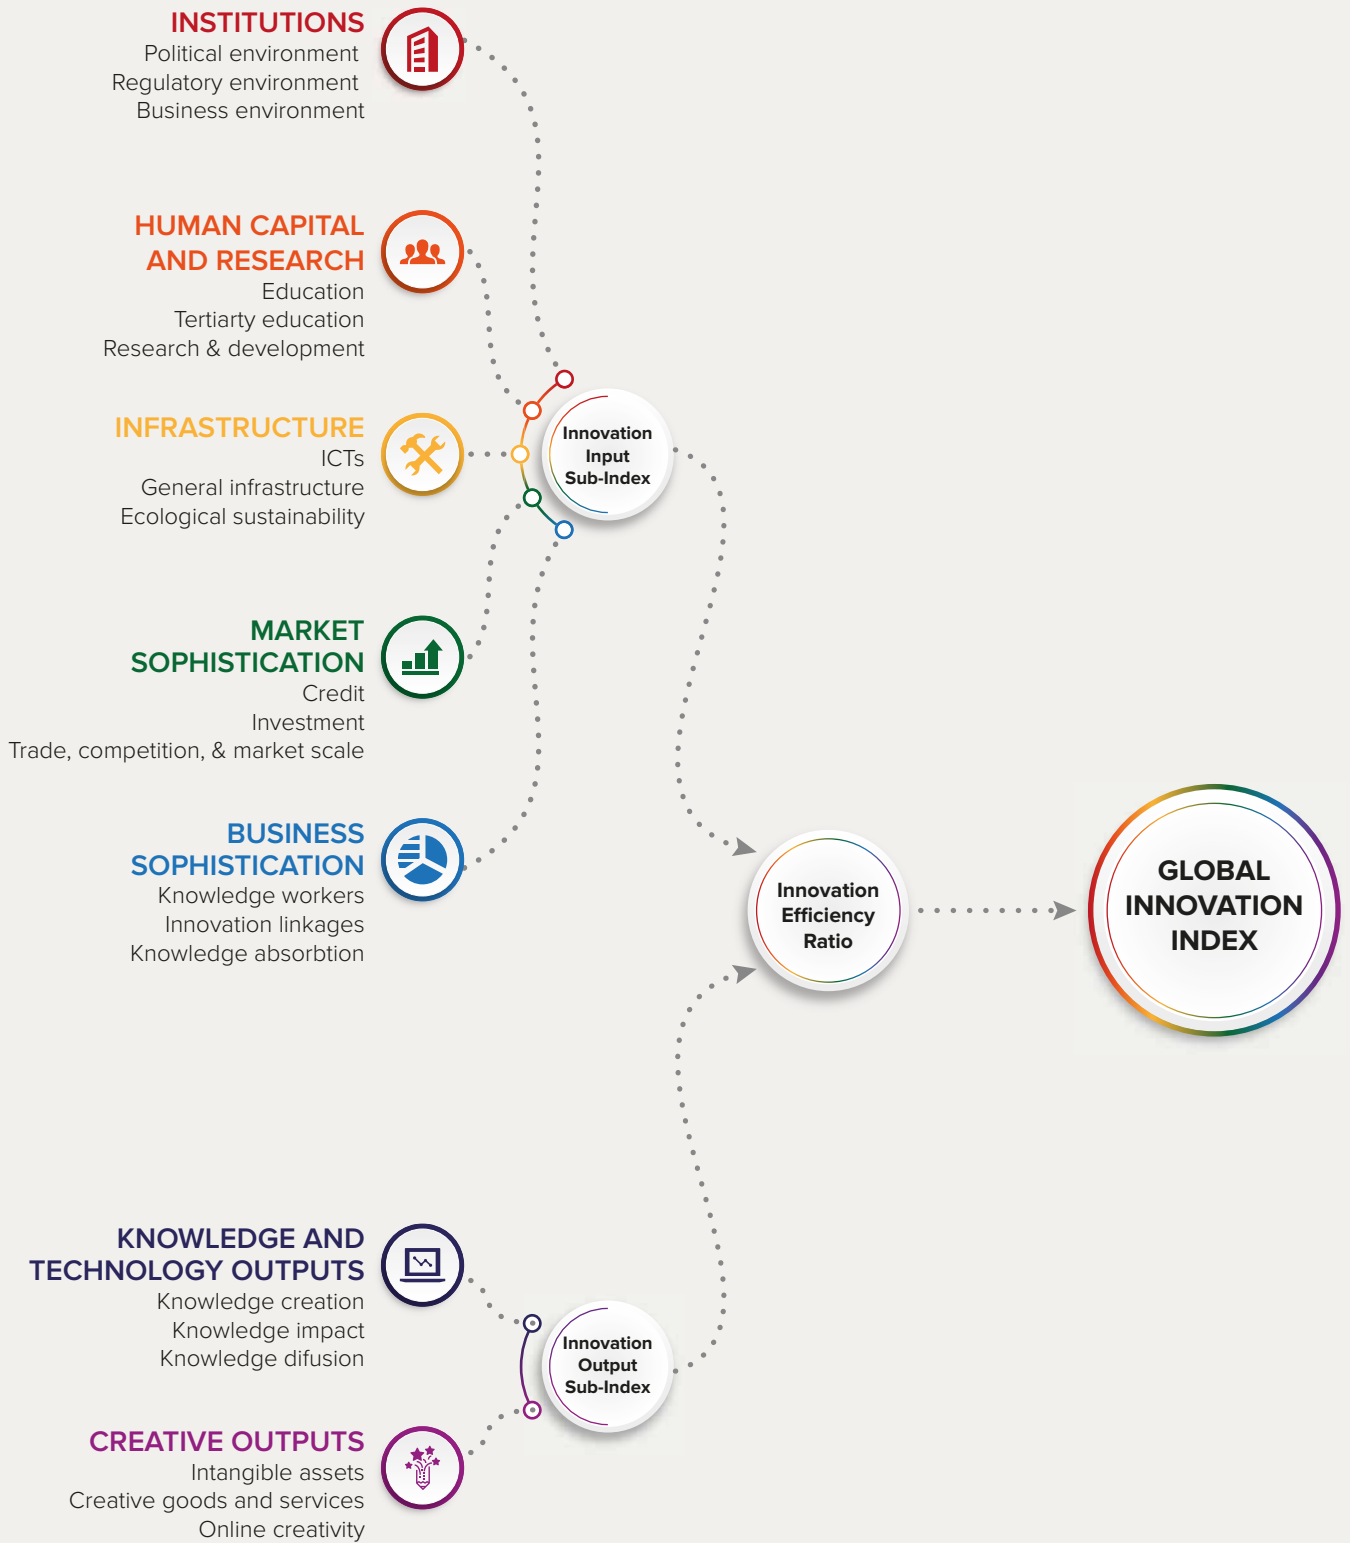 INSTITUTIONS
Political environment
Regulatory environment
Business environment
HUMAN CAPITAL
AND RESEARCH
Education
Tertiarty education
Research & development
INFRASTRUCTURE
ICTs
General infrastructure
Ecological sustainability
MARKET
SOPHISTICATION
Credit
Investment
Trade, competition, & market scale
BUSINESS
SOPHISTICATION
Knowledge workers
Innovation linkages
Knowledge absorbtion
KNOWLEDGE AND
TECHNOLOGY OUTPUTS
Knowledge creation
Knowledge impact
Knowledge difusion
CREATIVE OUTPUTS
Intangible assets
Creative goods and services
Online creativity
Innovation
Input
Sub-Index
Innovation
Output
Sub-Index
Innovation
Efficiency
Ratio
GLOBAL
INNOVATION
INDEX